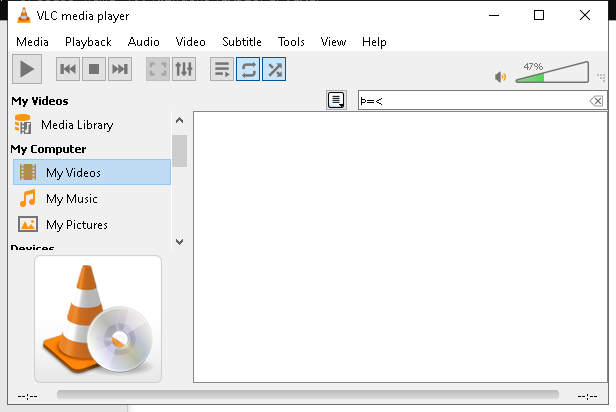 VLC media player
Media Playback Audio Video Subtitle Tools View Help
47%
My Videos
Þ=<
Media Library
My Computer
My Videos
My Music
My Pictures
Devices
--:-- --:--